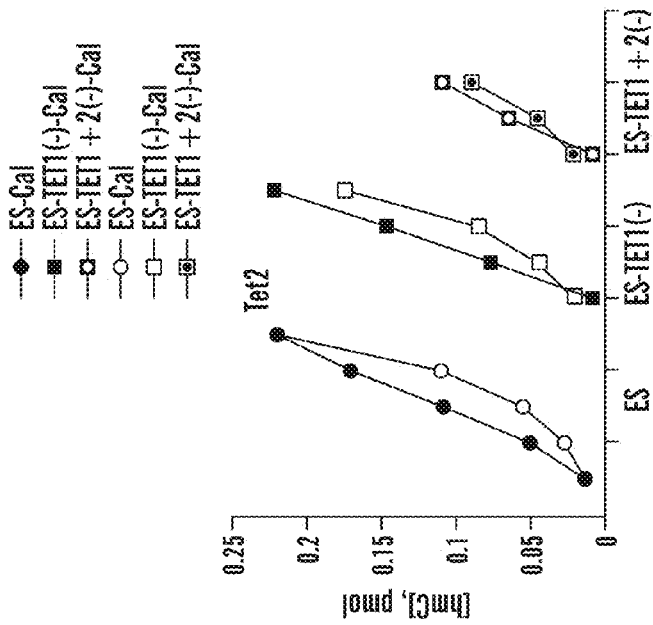 ES-Cal
ES-TET1(-)-Cal
ES-TET1 + 2(-)-Cal
ES-Cal
ES-TET1(-)-Cal
ES-TET1 + 2(-)-Cal
Tet2
[hmC], pmol
0.25
0.2
0.15
0.1
0.05
0
ES
ES-TET1(-)
ES-TET1 + 2(-)